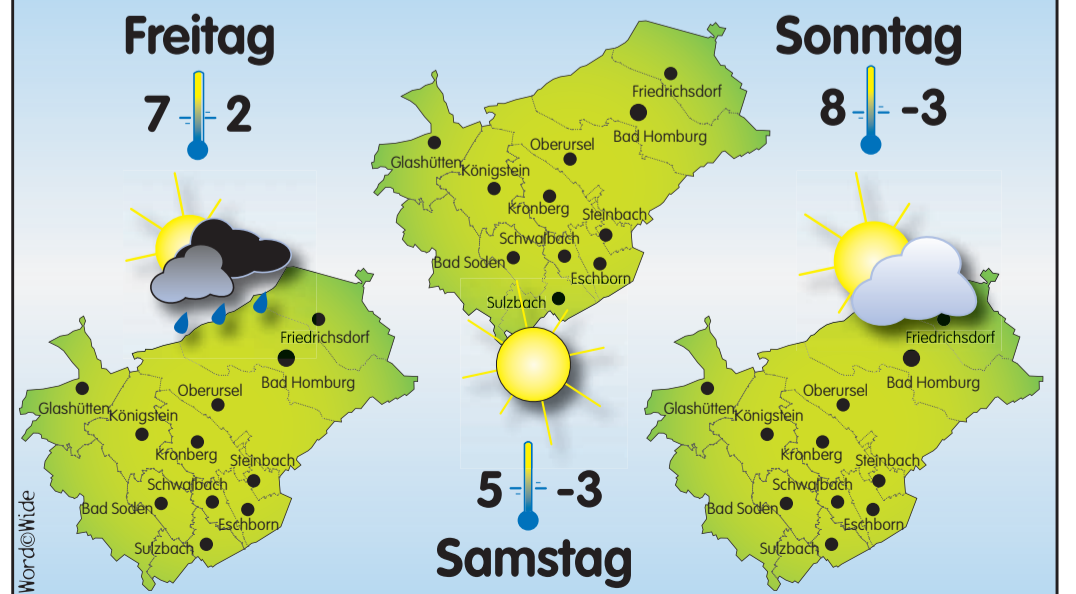 Freitag
7 2
Friedrichsdorf
Bad Homburg
Oberursel
Glashütten
Königstein
Kronberg
Steinbach
Schwalbach
Bad Soden
Eschborn
Sulzbach
Friedrichsdorf
Bad Homburg
Oberursel
Glashütten
Königstein
Kronberg
Steinbach
Schwalbach
Bad Soden
Eschborn
Sulzbach
5 -3
Samstag
Sonntag
8 -3
Friedrichsdorf
Bad Homburg
Oberursel
Glashütten
Königstein
Kronberg
Steinbach
Schwalbach
Bad Soden
Eschborn
Sulzbach
Word©Wide